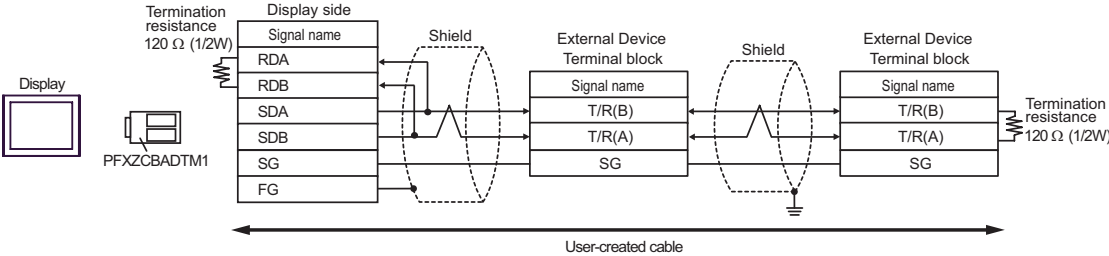 Termination
resistance
120 Ω (1/2W)
Display side
Signal name
RDA
RDB
SDA
SDB
SG
FG
Shield
External Device
Terminal block
Signal name
T/R(B)
T/R(A)
SG
Shield
External Device
Terminal block
Signal name
T/R(B)
T/R(A)
SG
Termination
resistance
120 Ω (1/2W)
Display
PFXZCBADTM1
User-created cable